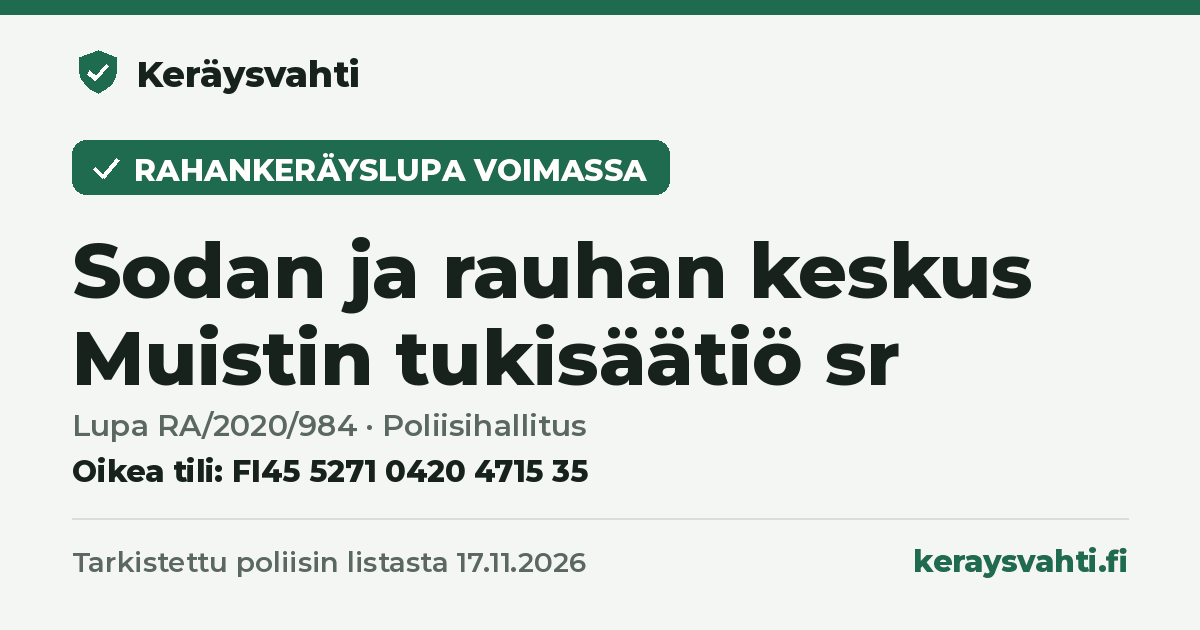 Keräysvahti
RAHANKERÄYSLUPA VOIMASSA
Sodan ja rauhan keskus
Muistin tukisäätiö sr
Lupa RA/2020/984 · Poliisihallitus
Oikea tili: FI45 5271 0420 4715 35
Tarkistettu poliisin listasta 17.11.2026
keraysvahti.fi